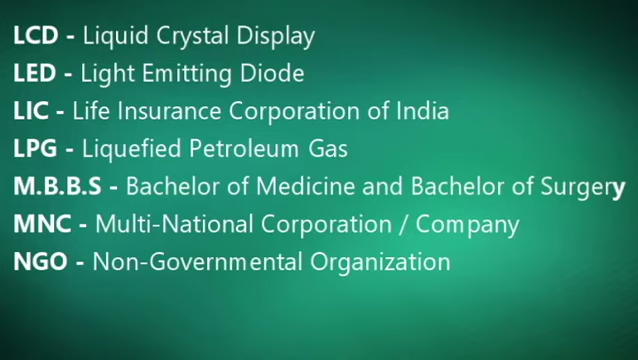 LCD - Liquid Crystal Display
LED - Light Emitting Diode
LIC - Life Insurance Corporation of India
LPG - Liquefied Petroleum Gas
M.B.B.S - Bachelor of Medicine and Bachelor of Surgery
MNC - Multi-National Corporation / Company
NGO - Non-Governmental Organization